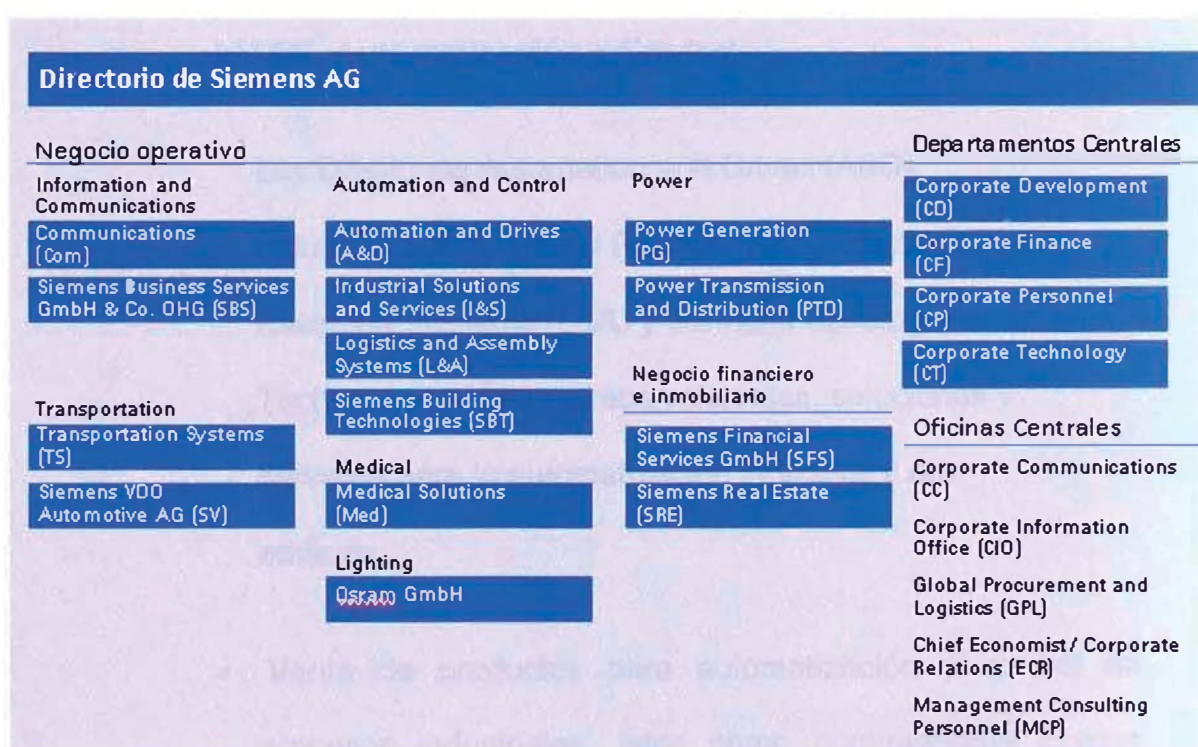 Directorio de Siemens AG
Negocio operativo
Information and
Communications
Communications
(Com)
Siemens Business Services
GmbH & Co. OHG (SBS)
Transportation
Transportation Systems
(TS)
Siemens VDO
Automotive AG (SV)
Automation and Control
Automation and Drives
(A&D)
Industrial Solutions
and Services (I&S)
Logistics and Assembly
Systems (L&A)
Siemens Building
Technologies (SBT)
Medical
Medical Solutions
(Med)
Lighting
Osram GmbH
Power
Power Generation
(PG)
Power Transmission
and Distribution (PTD)
Negocio financiero
e inmobiliario
Siemens Financial
Services GmbH (SFS)
Siemens Real Estate
(SRE)
Departamentos Centrales
Corporate Development
(CD)
Corporate Finance
(CF)
Corporate Personnel
(CP)
Corporate Technology
(CT)
Oficinas Centrales
Corporate Communications
(CC)
Corporate Information
Office (CIO)
Global Procurement and
Logistics (GPL)
Chief Economist/ Corporate
Relations (ECR)
Management Consulting
Personnel (MCP)